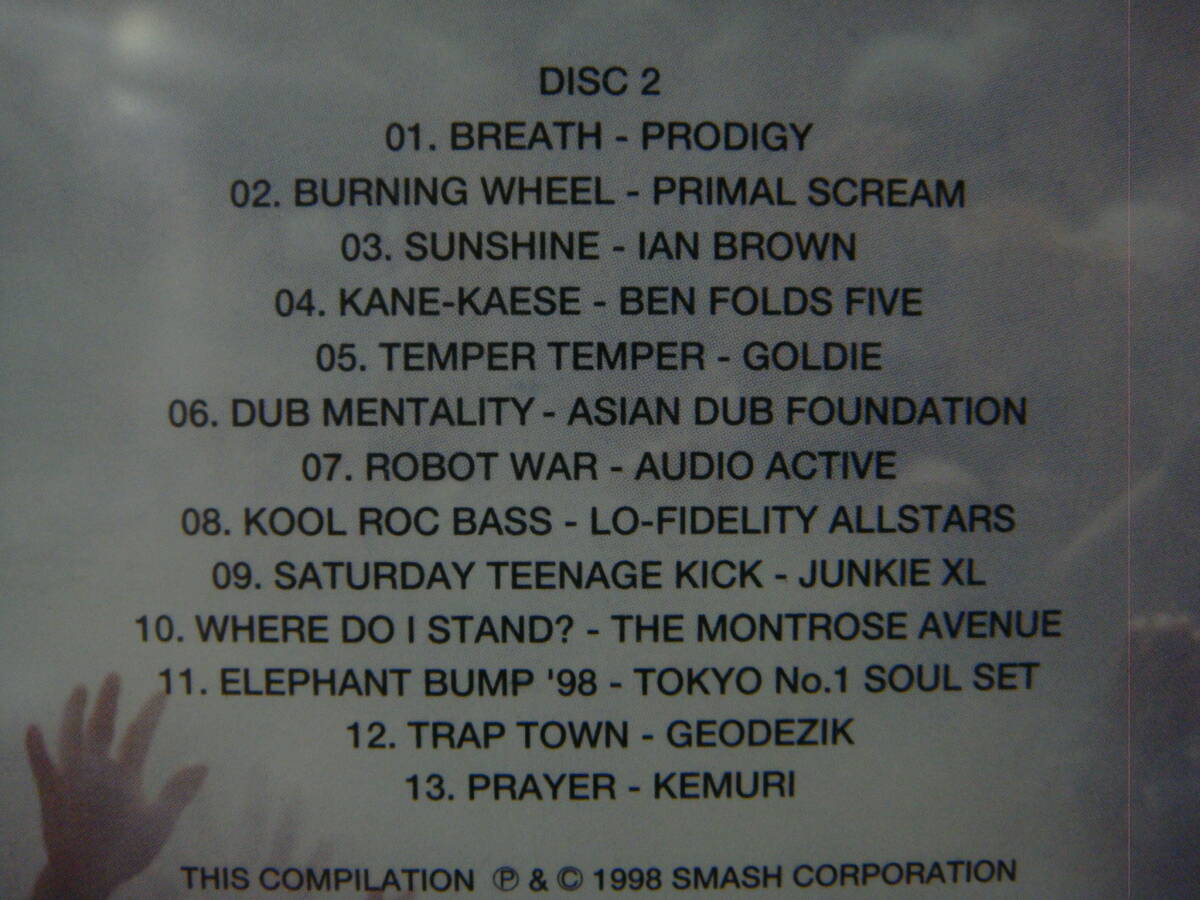 DISC 2
01. BREATH - PRODIGY
02. BURNING WHEEL - PRIMAL SCREAM
03. SUNSHINE - IAN BROWN
04. KANE-KAESE - BEN FOLDS FIVE
05. TEMPER TEMPER - GOLDIE
06. DUB MENTALITY - ASIAN DUB FOUNDATION
07. ROBOT WAR - AUDIO ACTIVE
08. KOOL ROC BASS - LO-FIDELITY ALLSTARS
09. SATURDAY TEENAGE KICK - JUNKIE XL
10. WHERE DO I STAND? - THE MONTROSE AVENUE
11. ELEPHANT BUMP '98 - TOKYO No.1 SOUL SET
12. TRAP TOWN - GEODEZIK
13. PRAYER - KEMURI
THIS COMPILATION ℗ & © 1998 SMASH CORPORATION